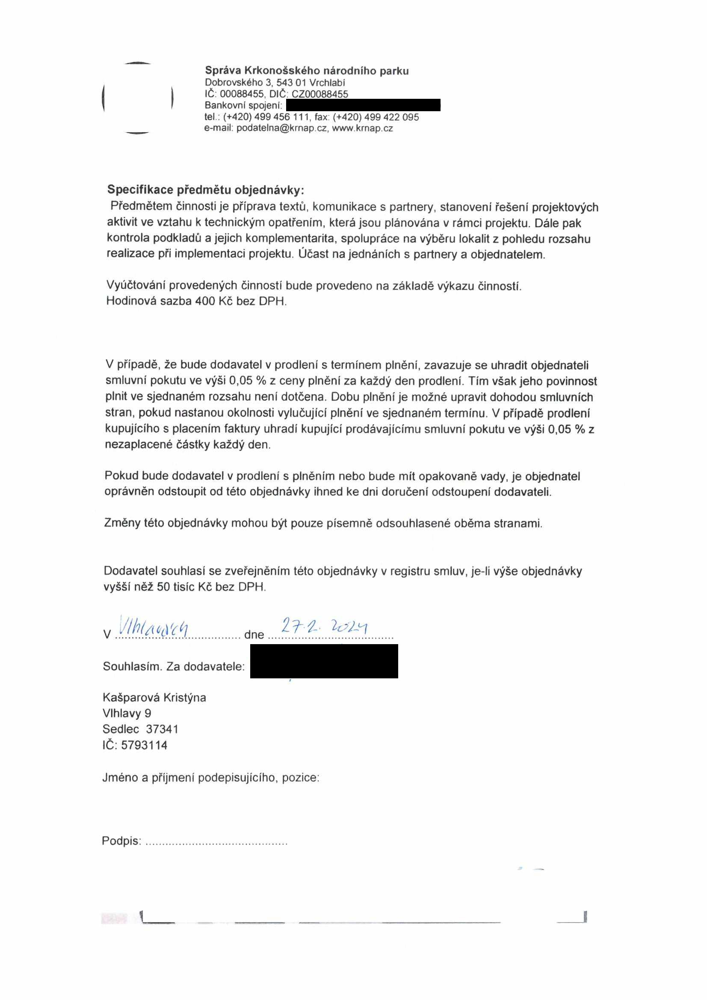 Správa Krkonošského národního parku
Dobrovského 3, 543 01 Vrchlabí
IČ: 00088455, DIČ: CZ00088455
Bankovní spojení:
tel.: (+420) 499 456 111, fax: (+420) 499 422 095
e-mail: podatelna@krnap.cz, www.krnap.cz
Specifikace předmětu objednávky:
Předmětem činnosti je příprava textů, komunikace s partnery, stanovení řešení projektových
aktivit ve vztahu k technickým opatřením, která jsou plánována v rámci projektu. Dále pak
kontrola podkladů a jejich komplementarita, spolupráce na výběru lokalit z pohledu rozsahu
realizace při implementaci projektu. Účast na jednáních s partnery a objednatelem.
Vyúčtování provedených činností bude provedeno na základě výkazu činností.
Hodinová sazba 400 Kč bez DPH.
V případě, že bude dodavatel v prodlení s termínem plnění, zavazuje se uhradit objednateli
smluvní pokutu ve výši 0,05 % z ceny plnění za každý den prodlení. Tím však jeho povinnost
plnit ve sjednaném rozsahu není dotčena. Dobu plnění je možné upravit dohodou smluvních
stran, pokud nastanou okolnosti vylučující plnění ve sjednaném termínu. V případě prodlení
kupujícího s placením faktury uhradí kupující prodávajícímu smluvní pokutu ve výši 0,05 % z
nezaplacené částky každý den.
Pokud bude dodavatel v prodlení s plněním nebo bude mít opakovaně vady, je objednatel
oprávněn odstoupit od této objednávky ihned ke dni doručení odstoupení dodavateli.
Změny této objednávky mohou být pouze písemně odsouhlasené oběma stranami.
Dodavatel souhlasí se zveřejněním této objednávky v registru smluv, je-li výše objednávky
vyšší něž 50 tisíc Kč bez DPH.
V Vlhlavách dne 27.2. 2024
Souhlasím. Za dodavatele:
Kašparová Kristýna
Vlhlavy 9
Sedlec 37341
IČ: 5793114
Jméno a příjmení podepisujícího, pozice:
Podpis: ..........................................